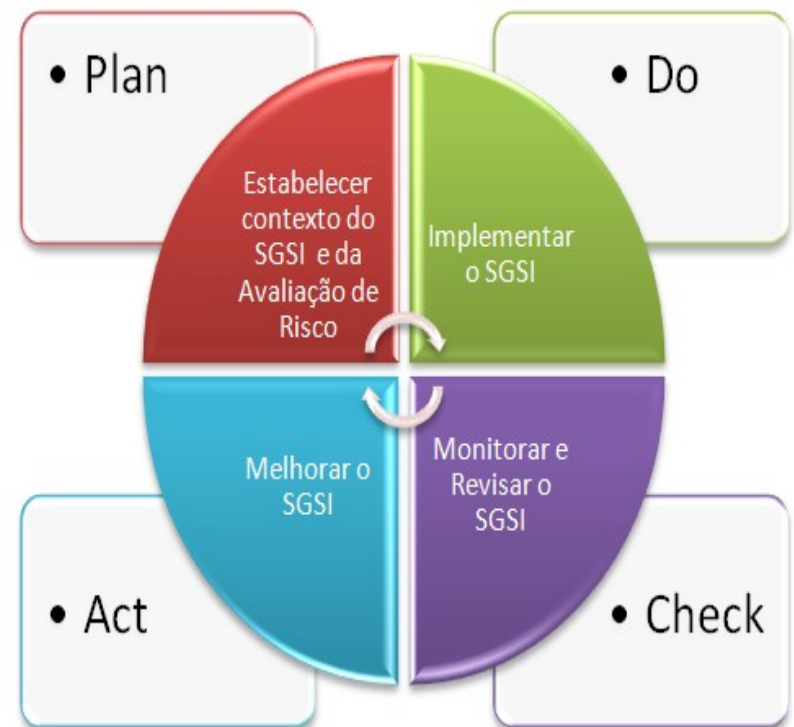 • Plan
• Do
Estabelecer
contexto do
SGSI e da
Avaliação de
Risco
Implementar
o SGSI
Melhorar o
SGSI
Monitorar e
Revisar o
SGSI
• Act
• Check